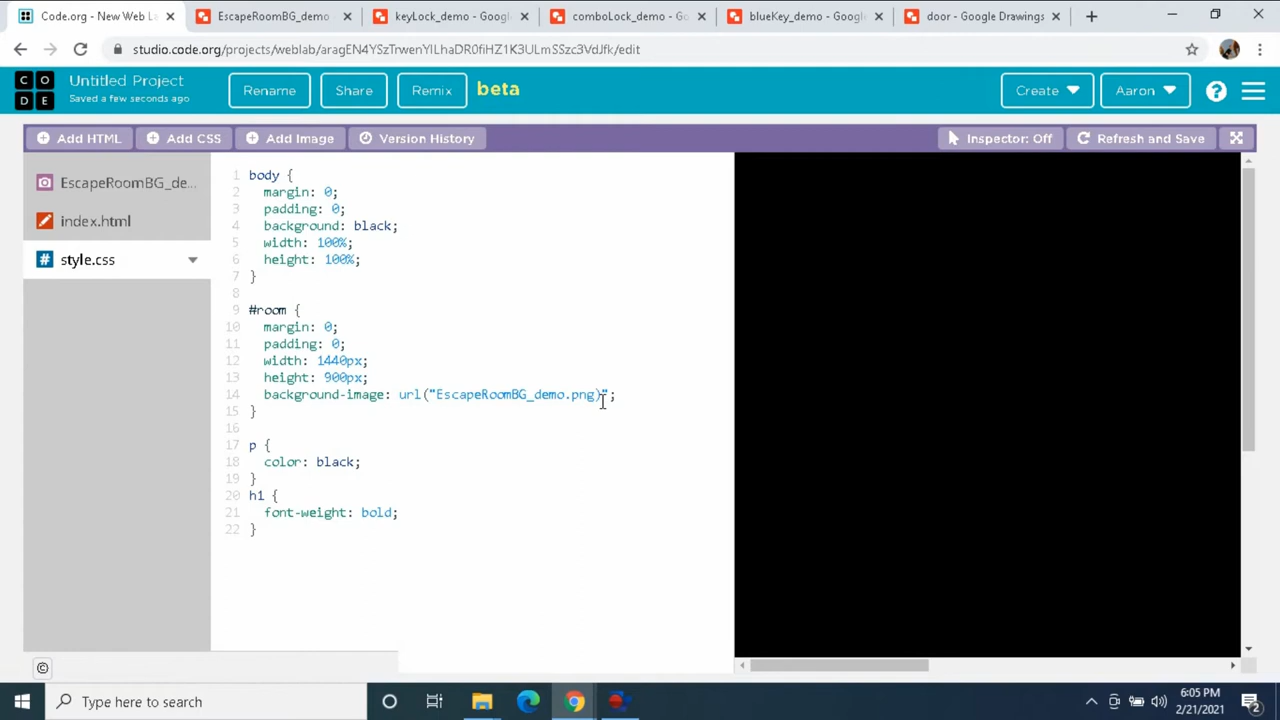 Code.org - New Web La
EscapeRoomBG_demo
keyLock_demo - Google
comboLock_demo - Go
blueKey_demo - Google
door - Google Drawings
studio.code.org/projects/weblab/aragEN4YSzTrwenYlLhaDR0fiHZ1K3ULmSSzc3VdJfk/edit
C O D E
Untitled Project
Saved a few seconds ago
Rename
Share
Remix
beta
Create
Aaron
Add HTML
Add CSS
Add Image
Version History
Inspector: Off
Refresh and Save
EscapeRoomBG_de...
index.html
style.css
1 body {
2 margin: 0;
3 padding: 0;
4 background: black;
5 width: 100%;
6 height: 100%;
7 }
8
9 #room {
10 margin: 0;
11 padding: 0;
12 width: 1440px;
13 height: 900px;
14 background-image: url("EscapeRoomBG_demo.png)";
15 }
16
17 p {
18 color: black;
19 }
20 h1 {
21 font-weight: bold;
22 }
Type here to search
6:05 PM
2/21/2021
2